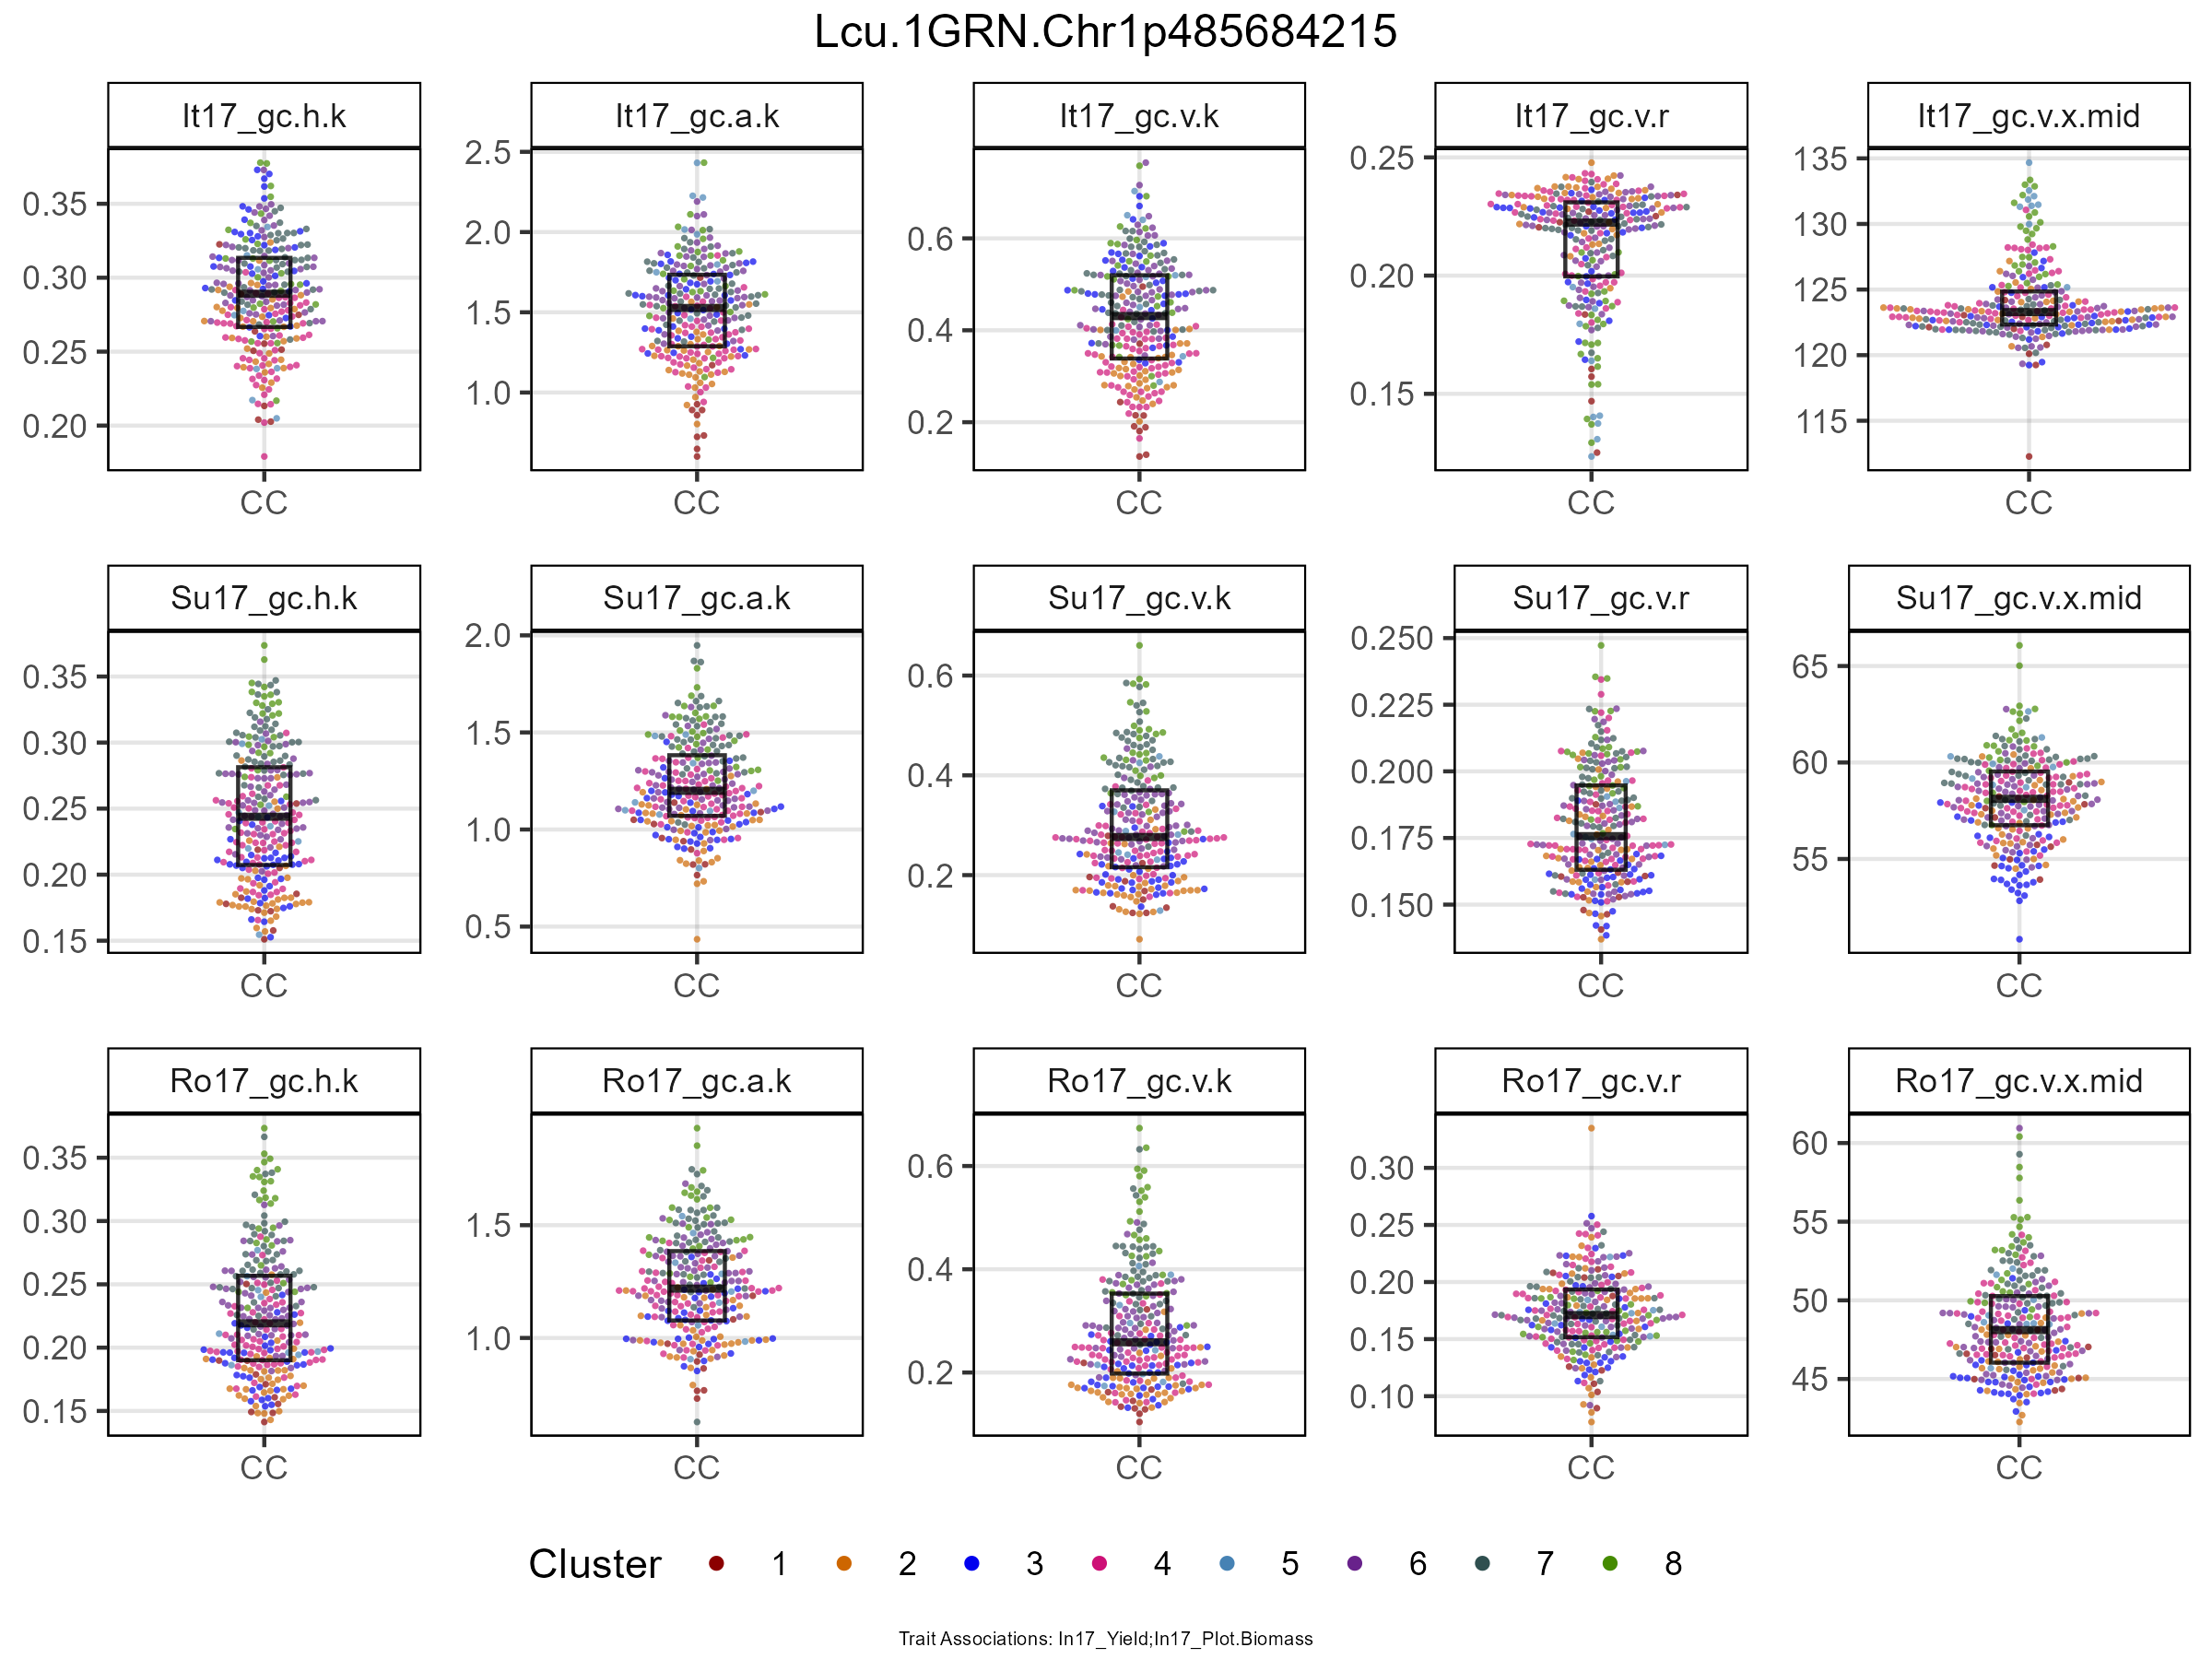 Lcu.1GRN.Chr1p485684215
It17_gc.h.k It17_gc.a.k It17_gc.v.k It17_gc.v.r It17_gc.v.x.mid
0.35 0.30 0.25 0.20 CC
2.5 2.0 1.5 1.0 CC
0.6 0.4 0.2 CC
0.25 0.20 0.15 CC
135 130 125 120 115 CC
Su17_gc.h.k Su17_gc.a.k Su17_gc.v.k Su17_gc.v.r Su17_gc.v.x.mid
0.35 0.30 0.25 0.20 0.15 CC
2.0 1.5 1.0 0.5 CC
0.6 0.4 0.2 CC
0.250 0.225 0.200 0.175 0.150 CC
65 60 55 CC
Ro17_gc.h.k Ro17_gc.a.k Ro17_gc.v.k Ro17_gc.v.r Ro17_gc.v.x.mid
0.35 0.30 0.25 0.20 0.15 CC
1.5 1.0 CC
0.6 0.4 0.2 CC
0.30 0.25 0.20 0.15 0.10 CC
60 55 50 45 CC
Cluster 1 2 3 4 5 6 7 8
Trait Associations: In17_Yield;In17_Plot.Biomass